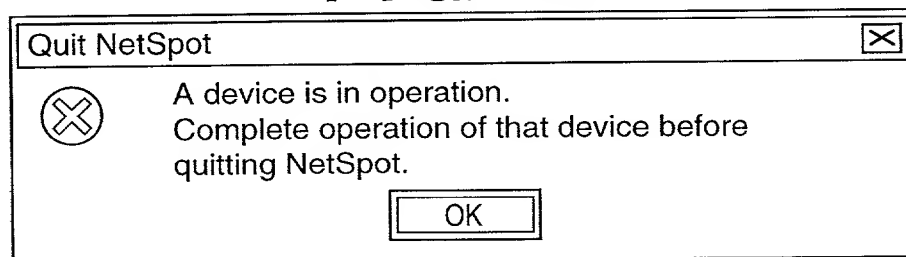 Quit NetSpot
A device is in operation.
Complete operation of that device before
quitting NetSpot.
OK